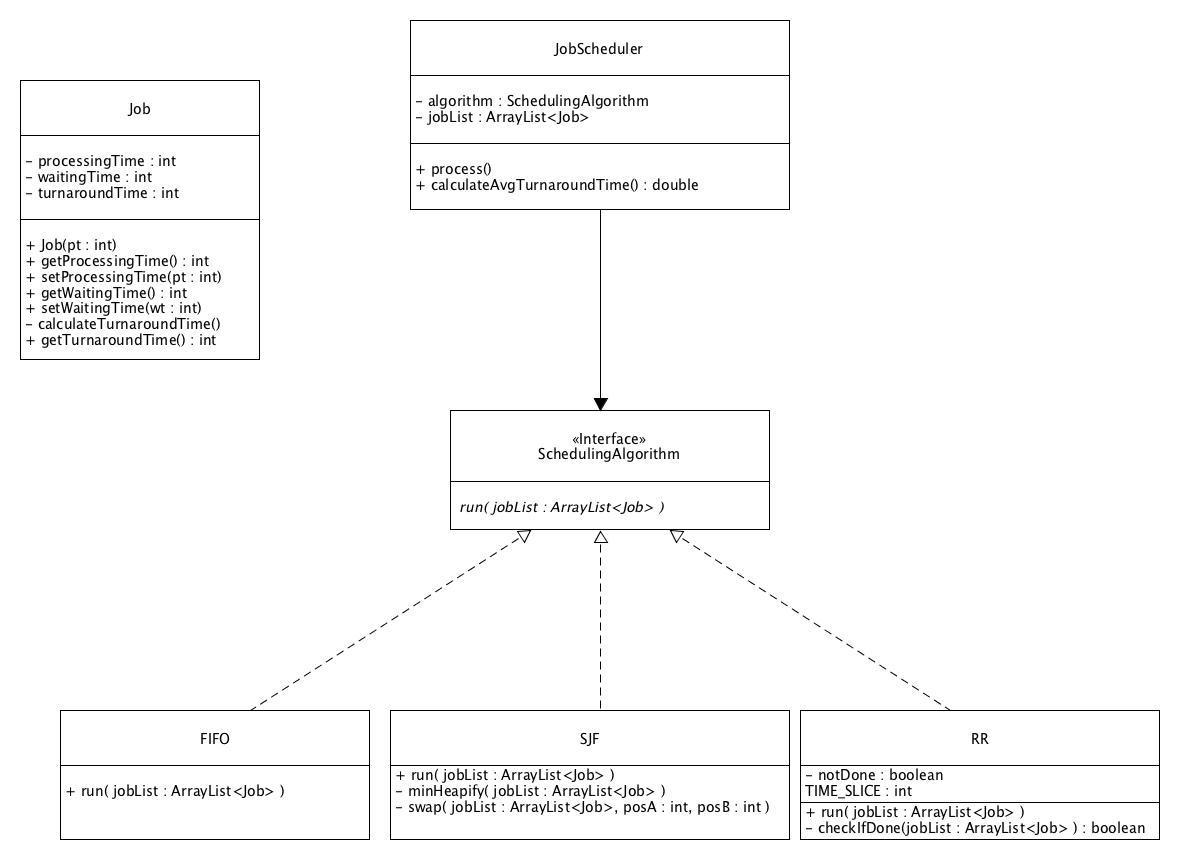 JobScheduler
– algorithm : SchedulingAlgorithm
– jobList : ArrayList<Job>
+ process()
+ calculateAvgTurnaroundTime() : double
Job
– processingTime : int
– waitingTime : int
– turnaroundTime : int
+ Job(pt : int)
+ getProcessingTime() : int
+ setProcessingTime(pt : int)
+ getWaitingTime() : int
+ setWaitingTime(wt : int)
– calculateTurnaroundTime()
+ getTurnaroundTime() : int
«Interface»
SchedulingAlgorithm
run( jobList : ArrayList<Job> )
FIFO
+ run( jobList : ArrayList<Job> )
SJF
+ run( jobList : ArrayList<Job> )
– minHeapify( jobList : ArrayList<Job> )
– swap( jobList : ArrayList<Job>, posA : int, posB : int )
RR
– notDone : boolean
TIME_SLICE : int
+ run( jobList : ArrayList<Job> )
– checkIfDone(jobList : ArrayList<Job> ) : boolean